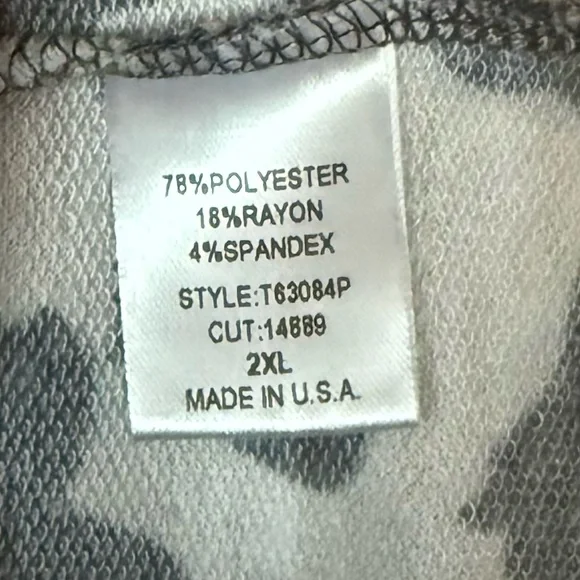 78%POLYESTER
18%RAYON
4%SPANDEX
STYLE:T63084P
CUT:14889
2XL
MADE IN U.S.A.